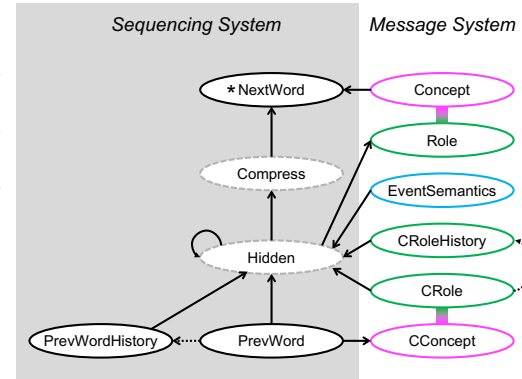 Sequencing System Message System
* NextWord Concept
Role
Compress
EventSemantics
CRoleHistory
Hidden
CRole
PrevWordHistory PrevWord CConcept